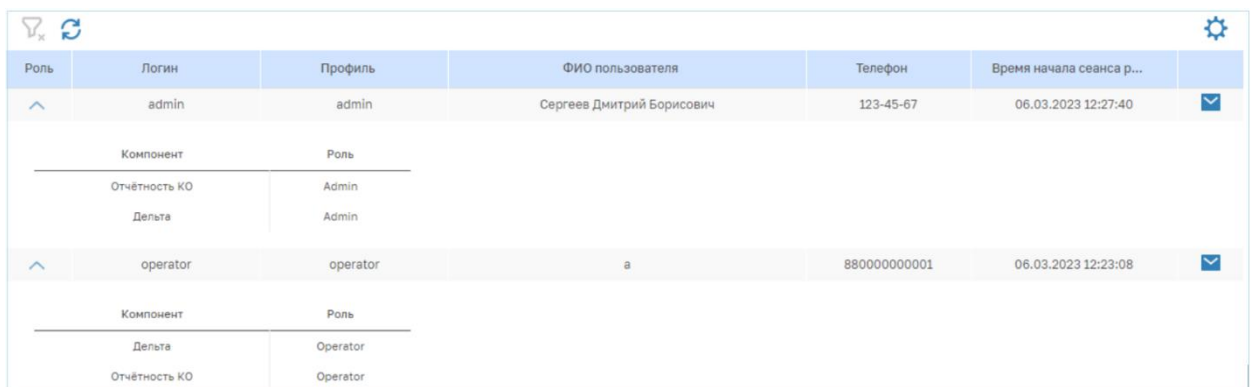 Роль Логин Профиль ФИО пользователя Телефон Время начала сеанса р...
admin admin Сергеев Дмитрий Борисович 123-45-67 06.03.2023 12:27:40
Компонент Роль
Отчётность КО Admin
Дельта Admin
operator operator а 880000000001 06.03.2023 12:23:08
Компонент Роль
Дельта Operator
Отчётность КО Operator